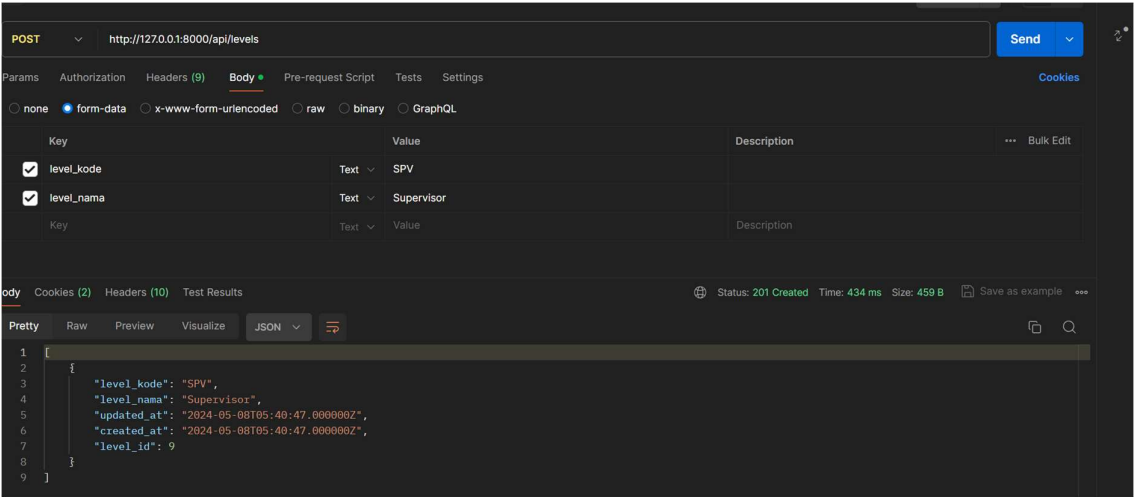 POST http://127.0.0.1:8000/api/levels Send
Params Authorization Headers (9) Body Pre-request Script Tests Settings Cookies
none form-data x-www-form-urlencoded raw binary GraphQL
Key Value Description Bulk Edit
level_kode Text SPV
level_nama Text Supervisor
Key Text Value Description
ody Cookies (2) Headers (10) Test Results Status: 201 Created Time: 434 ms Size: 459 B Save as example
Pretty Raw Preview Visualize JSON
1 [
2 {
3 "level_kode": "SPV",
4 "level_nama": "Supervisor",
5 "updated_at": "2024-05-08T05:40:47.000000Z",
6 "created_at": "2024-05-08T05:40:47.000000Z",
7 "level_id": 9
8 }
9 ]